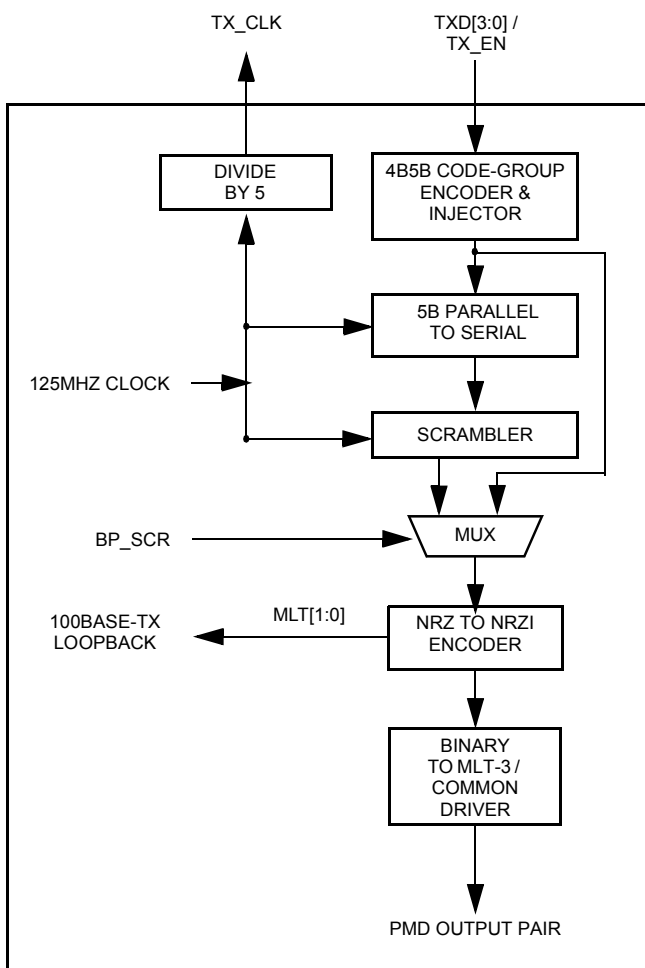 TX_CLK
TXD[3:0] /
TX_EN
DIVIDE
BY 5
4B5B CODE-GROUP
ENCODER &
INJECTOR
5B PARALLEL
TO SERIAL
125MHZ CLOCK
SCRAMBLER
BP_SCR
MUX
100BASE-TX
LOOPBACK
MLT[1:0]
NRZ TO NRZI
ENCODER
BINARY
TO MLT-3 /
COMMON
DRIVER
PMD OUTPUT PAIR